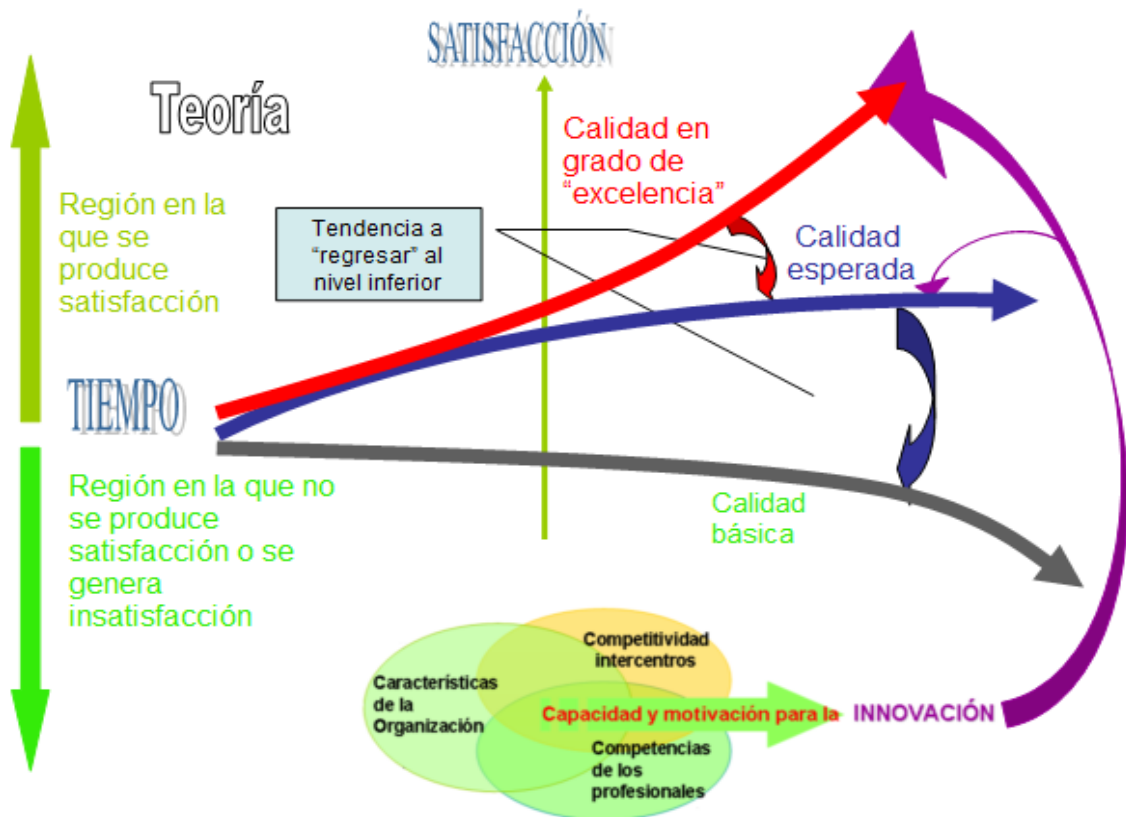 SATISFACCIÓN
Teoría
Calidad en
grado de
“excelencia”
Región en la
que se
produce
satisfacción
Tendencia a
“regresar” al
nivel inferior
Calidad
esperada
TIEMPO
Región en la que no
se produce
satisfacción o se
genera
insatisfacción
Calidad
básica
Competitividad
intercentros
Características
de la
Organización
Capacidad y motivación para la INNOVACIÓN
Competencias
de los
profesionales